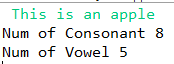 This is an apple
Num of Consonant 8
Num of Vowel 5